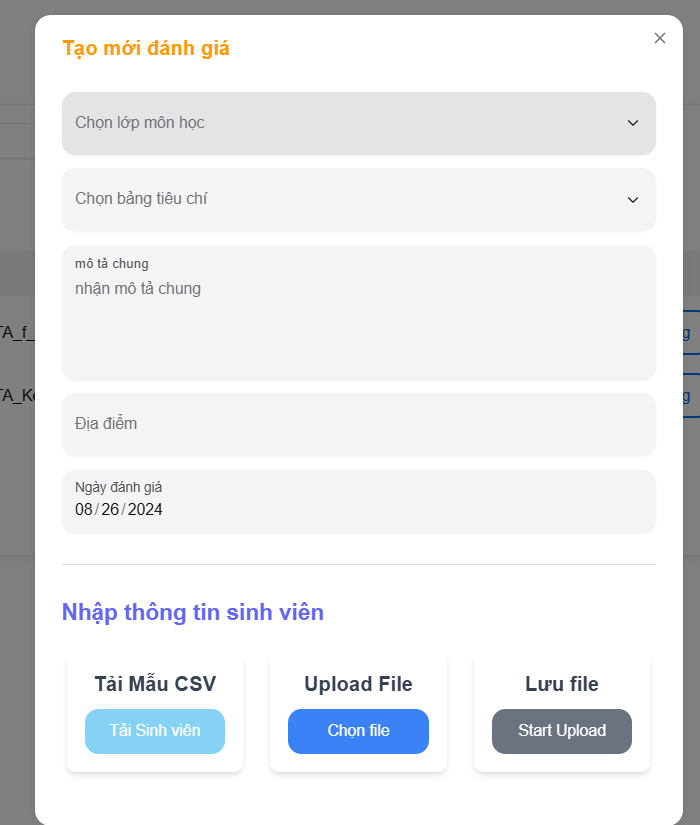 Tạo mới đánh giá
Chọn lớp môn học
Chọn bảng tiêu chí
mô tả chung
nhận mô tả chung
Địa điểm
Ngày đánh giá
08/26/2024
Nhập thông tin sinh viên
Tải Mẫu CSV
Upload File
Lưu file
Tải Sinh viên
Chọn file
Start Upload